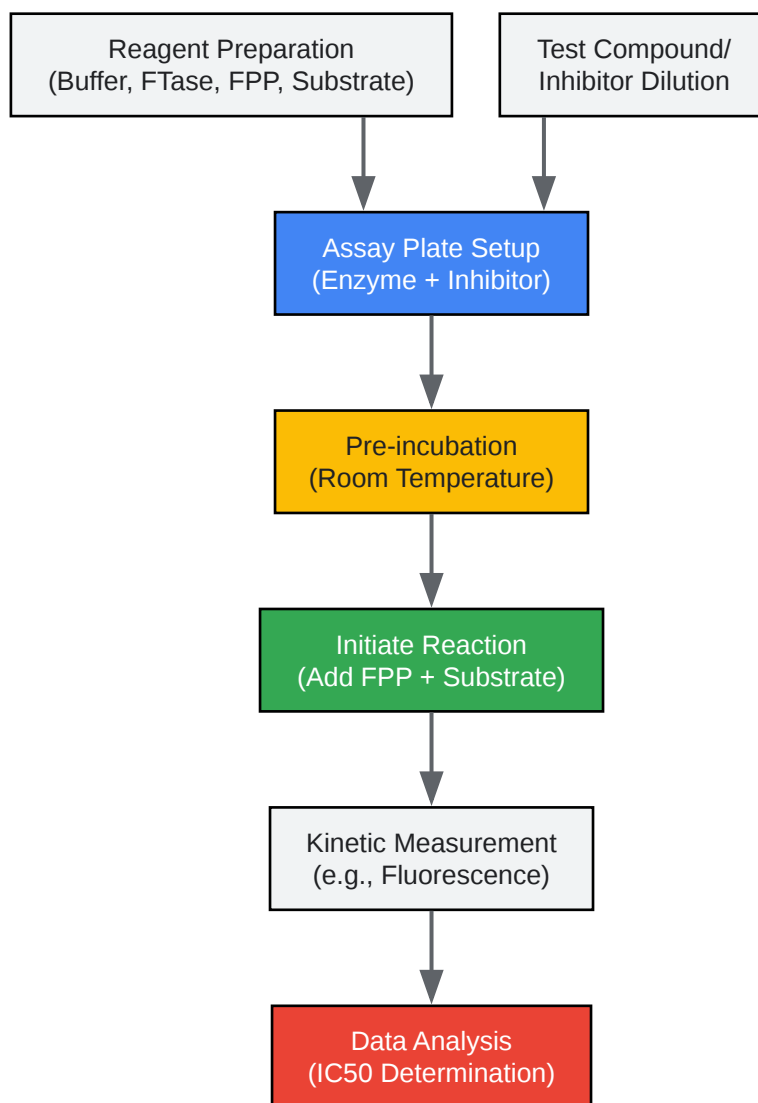 Reagent Preparation
(Buffer, FTase, FPP, Substrate)
Test Compound/
Inhibitor Dilution
Assay Plate Setup
(Enzyme + Inhibitor)
Pre-incubation
(Room Temperature)
Initiate Reaction
(Add FPP + Substrate)
Kinetic Measurement
(e.g., Fluorescence)
Data Analysis
(IC50 Determination)